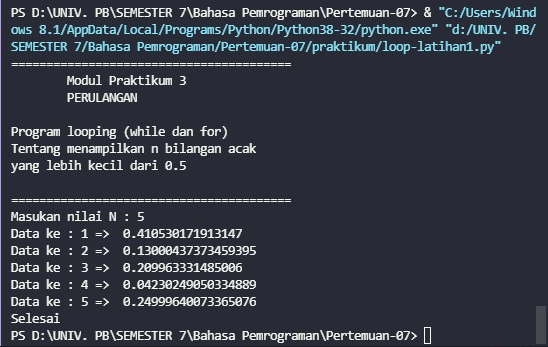 PS D:\UNIV. PB\SEMESTER 7\Bahasa Pemrograman\Pertemuan-07> & "C:/Users/Wind
ows 8.1/AppData/Local/Programs/Python/Python38-32/python.exe" "d:/UNIV. PB/
SEMESTER 7/Bahasa Pemrograman/Pertemuan-07/praktikum/loop-latihan1.py"
========================================
Modul Praktikum 3
PERULANGAN
Program looping (while dan for)
Tentang menampilkan n bilangan acak
yang lebih kecil dari 0.5
========================================
Masukan nilai N : 5
Data ke : 1 => 0.410530171913147
Data ke : 2 => 0.13000437373459395
Data ke : 3 => 0.209963331485006
Data ke : 4 => 0.04230249050334889
Data ke : 5 => 0.24999640073365076
Selesai
PS D:\UNIV. PB\SEMESTER 7\Bahasa Pemrograman\Pertemuan-07>